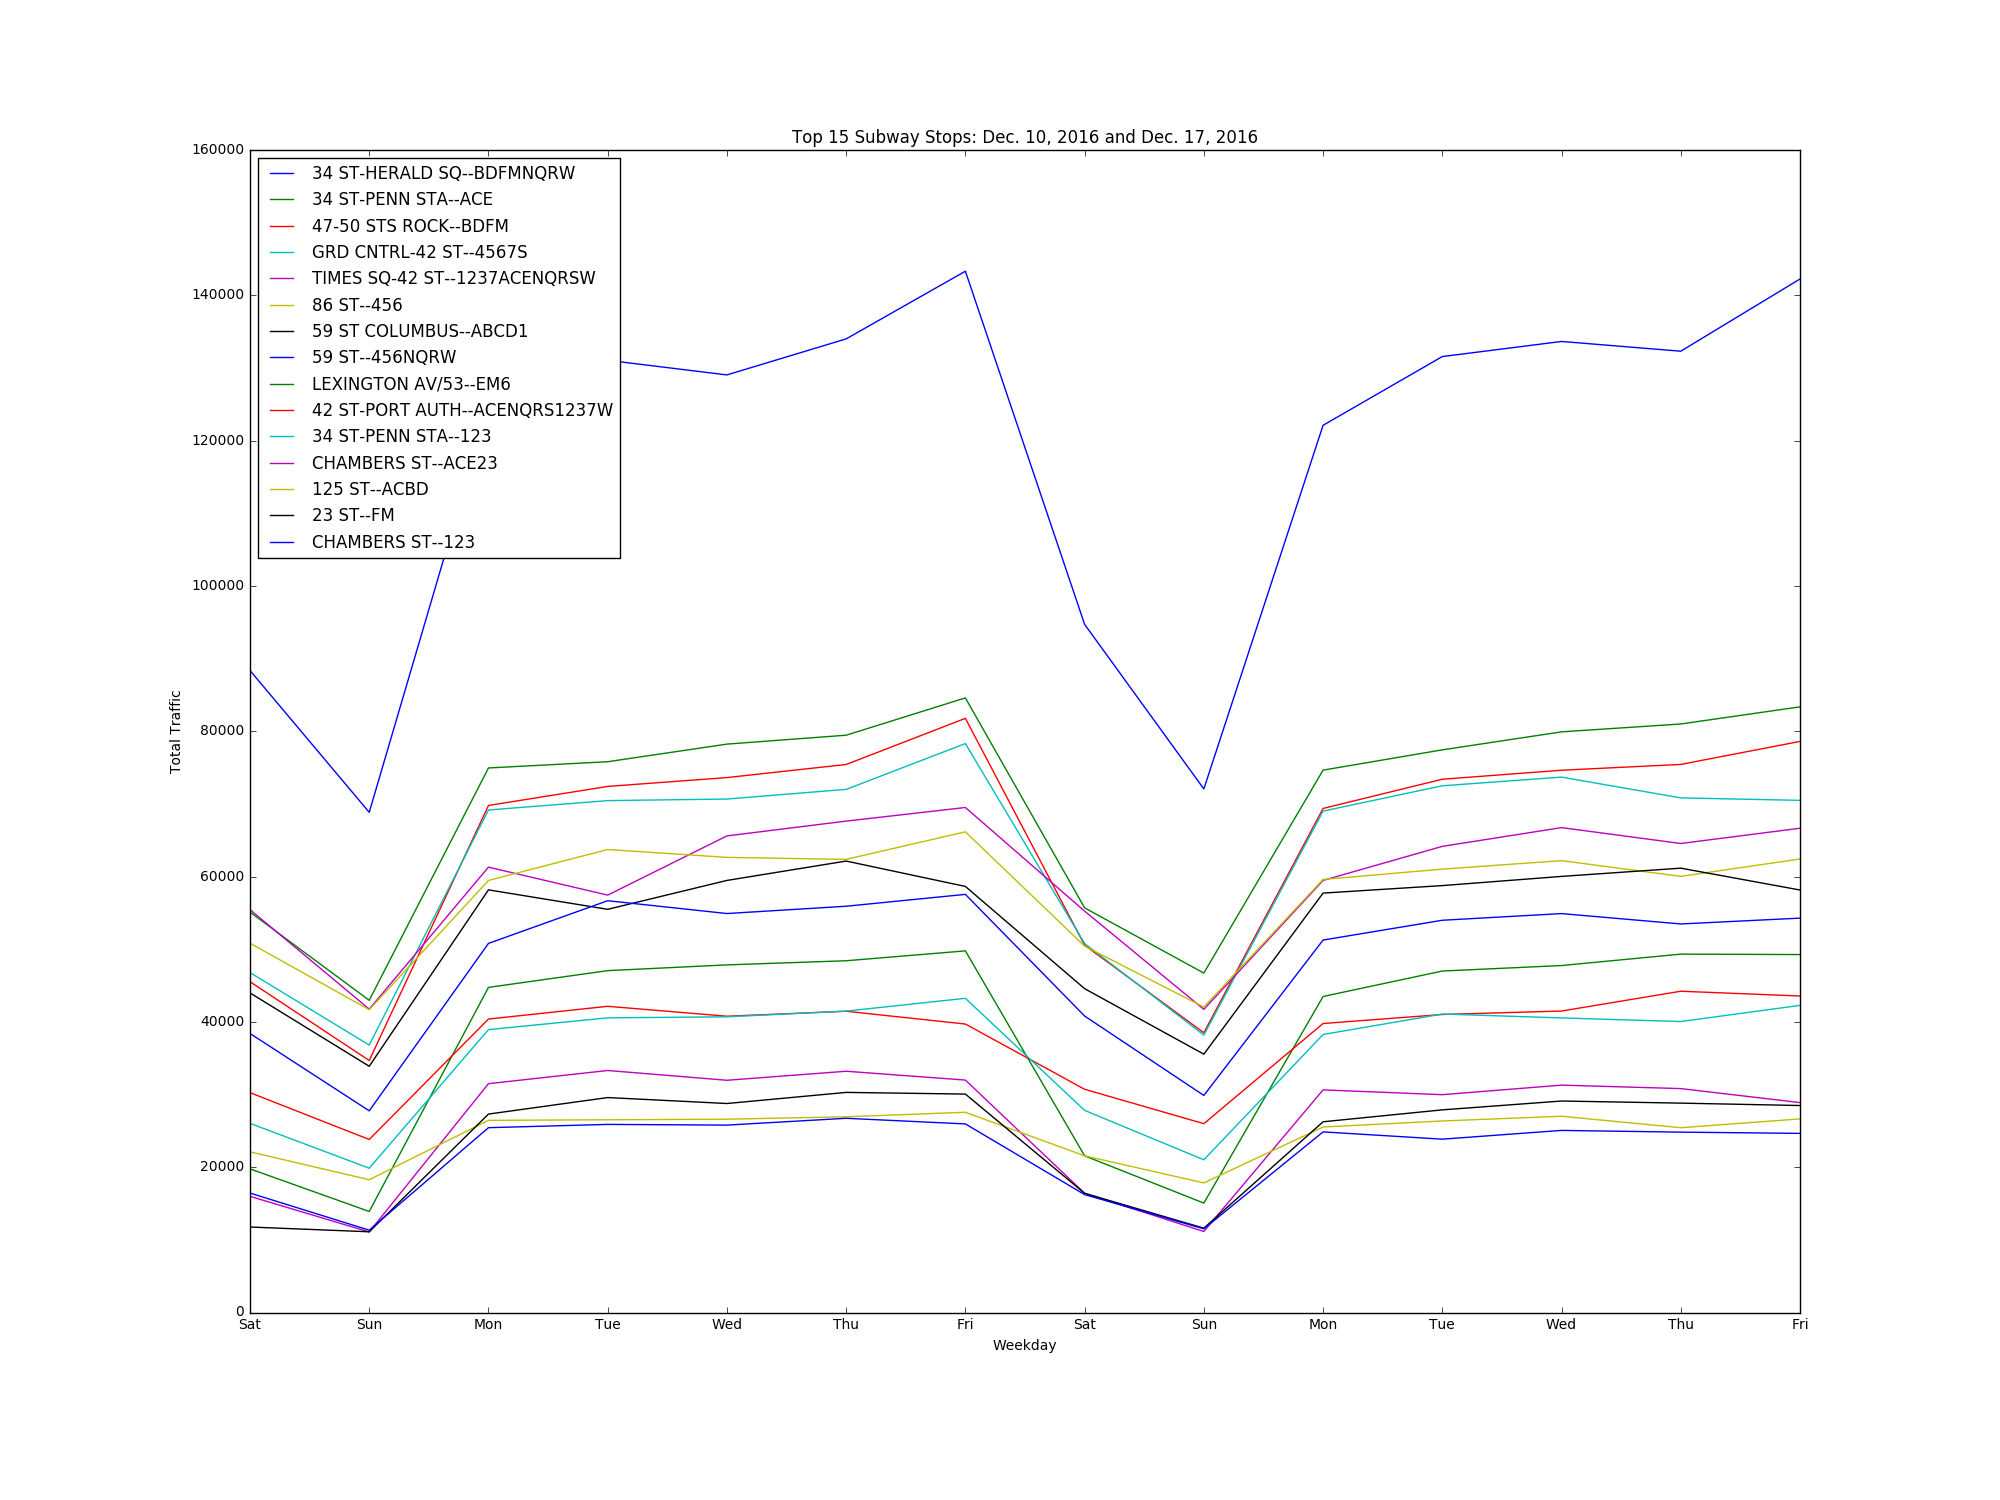 Top 15 Subway Stops: Dec. 10, 2016 and Dec. 17, 2016
160000
140000
120000
100000
80000
60000
40000
20000
0
Total Traffic
34 ST-HERALD SQ--BDFMNQRW
34 ST-PENN STA--ACE
47-50 STS ROCK--BDFM
GRD CNTRL-42 ST--4567S
TIMES SQ-42 ST--1237ACENQRSW
86 ST--456
59 ST COLUMBUS--ABCD1
59 ST--456NQRW
LEXINGTON AV/53--EM6
42 ST-PORT AUTH--ACENQRS1237W
34 ST-PENN STA--123
CHAMBERS ST--ACE23
125 ST--ACBD
23 ST--FM
CHAMBERS ST--123
Sat Sun Mon Tue Wed Thu Fri Sat Sun Mon Tue Wed Thu Fri
Weekday